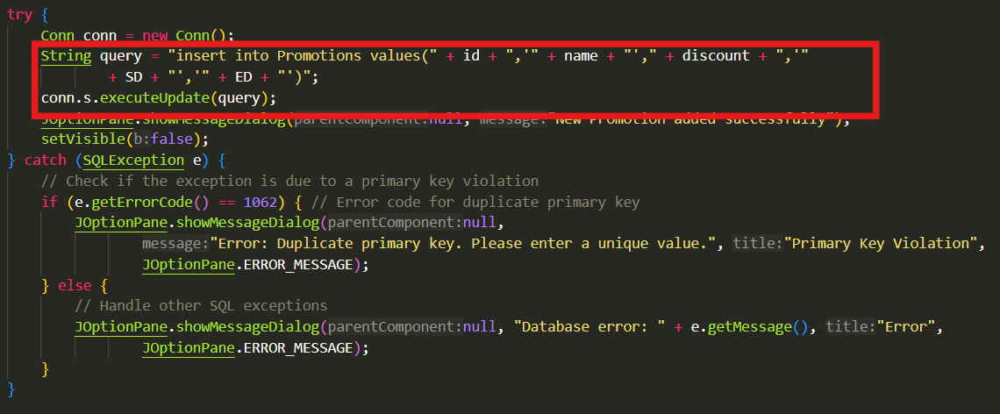 try {
Conn conn = new Conn();
String query = "insert into Promotions values(" + id + ",'" + name + "'," + discount + ",'"
+ SD + "','" + ED + "')";
conn.s.executeUpdate(query);
JOptionPane.showMessageDialog(parentComponent:null, message:"New Promotion added successfully");
setVisible(b:false);
} catch (SQLException e) {
// Check if the exception is due to a primary key violation
if (e.getErrorCode() == 1062) { // Error code for duplicate primary key
JOptionPane.showMessageDialog(parentComponent:null,
message:"Error: Duplicate primary key. Please enter a unique value.", title:"Primary Key Violation",
JOptionPane.ERROR_MESSAGE);
} else {
// Handle other SQL exceptions
JOptionPane.showMessageDialog(parentComponent:null, "Database error: " + e.getMessage(), title:"Error",
JOptionPane.ERROR_MESSAGE);
}
}